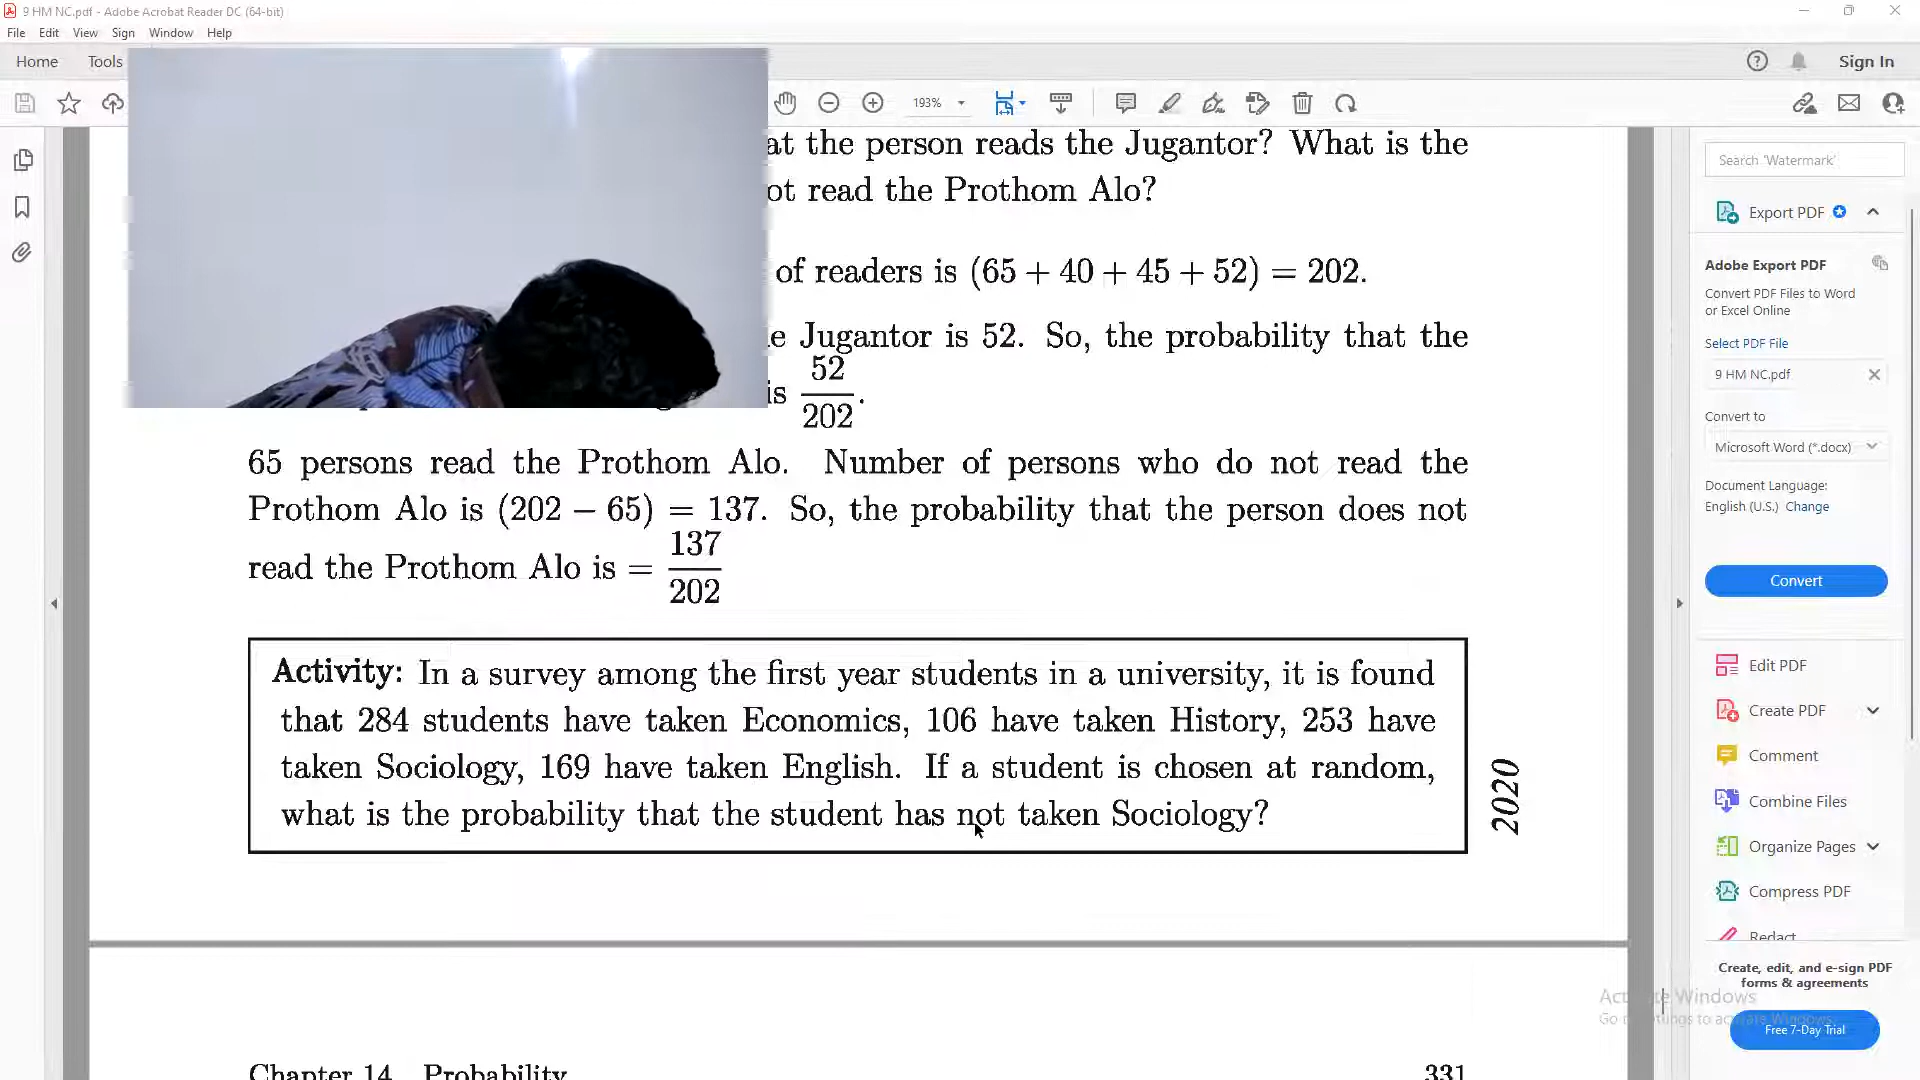 9 HM NC.pdf - Adobe Acrobat Reader DC (64-bit)
File Edit View Sign Window Help
Home Tools
Sign In
193%
at the person reads the Jugantor? What is the
ot read the Prothom Alo?
of readers is (65 + 40 + 45 + 52) = 202.
e Jugantor is 52. So, the probability that the
is 52/202.
65 persons read the Prothom Alo. Number of persons who do not read the
Prothom Alo is (202 − 65) = 137. So, the probability that the person does not
read the Prothom Alo is = 137/202
Activity: In a survey among the first year students in a university, it is found
that 284 students have taken Economics, 106 have taken History, 253 have
taken Sociology, 169 have taken English. If a student is chosen at random,
what is the probability that the student has not taken Sociology?
2020
Chapter 14 Probability 331
Search 'Watermark'
Export PDF
Adobe Export PDF
Convert PDF Files to Word
or Excel Online
Select PDF File
9 HM NC.pdf
Convert to
Microsoft Word (*.docx)
Document Language:
English (U.S.) Change
Convert
Edit PDF
Create PDF
Comment
Combine Files
Organize Pages
Compress PDF
Redact
Create, edit, and e-sign PDF
forms & agreements
Activate Windows
Go to Settings to activate Windows.
Free 7-Day Trial